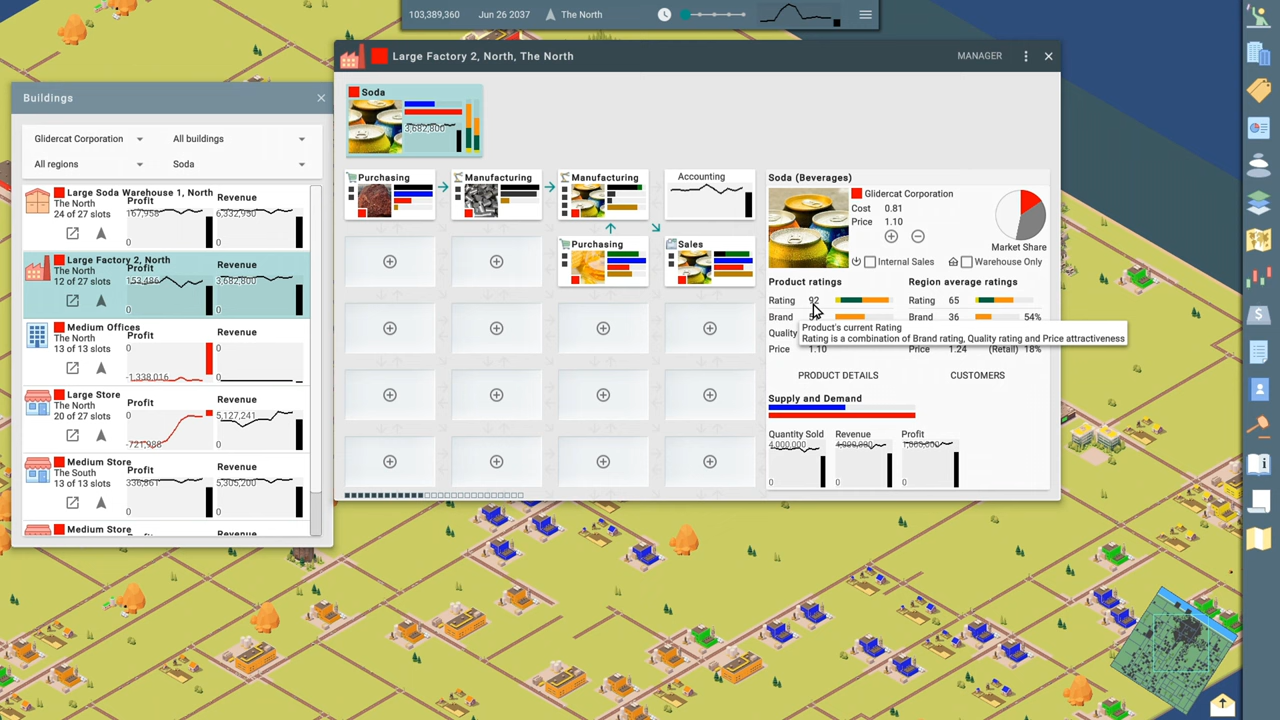 103,389,360 Jun 26 2037 The North
Large Factory 2, North, The North MANAGER
Buildings
Glidercat Corporation All buildings
All regions Soda
Large Soda Warehouse 1, North
The North Profit Revenue
24 of 27 slots 167,958 6,332,950
0 0
Large Factory 2, North
The North Profit Revenue
12 of 27 slots 153,486 3,682,800
0 0
Medium Offices
The North Profit Revenue
13 of 13 slots 0
-1,338,016 0
Large Store
The North Profit Revenue
20 of 27 slots 0 5,127,241
-721,988 0
Medium Store
The South Profit Revenue
13 of 13 slots 336,861 5,305,200
0 0
Medium Store
Profit Revenue
Soda
3,682,800
Purchasing Manufacturing Manufacturing Accounting
Purchasing Sales
Soda (Beverages)
Glidercat Corporation
Cost 0.81
Price 1.10
Market Share
Internal Sales Warehouse Only
Product ratings Region average ratings
Rating 92 Rating 65
Brand Brand 36 54%
Quality
Product's current Rating
Rating is a combination of Brand rating, Quality rating and Price attractiveness
Price 1.10 Price 1.24 (Retail) 18%
PRODUCT DETAILS CUSTOMERS
Supply and Demand
Quantity Sold Revenue Profit
4,000,000 4,000,000
0 0 0